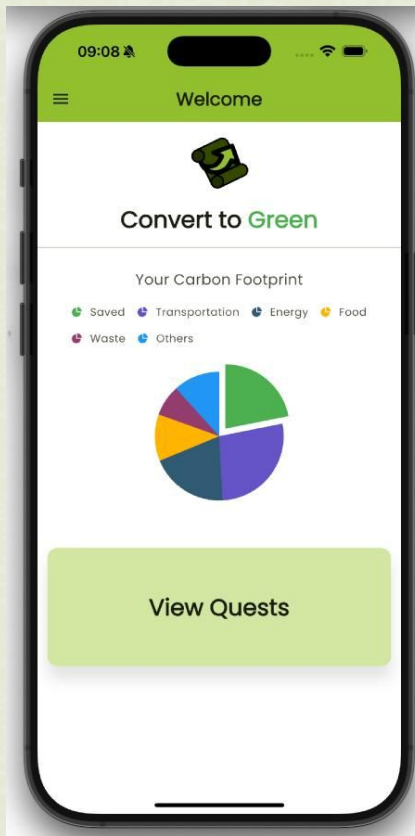 09:08
Welcome
Convert to Green
Your Carbon Footprint
Saved Transportation Energy Food
Waste Others
View Quests